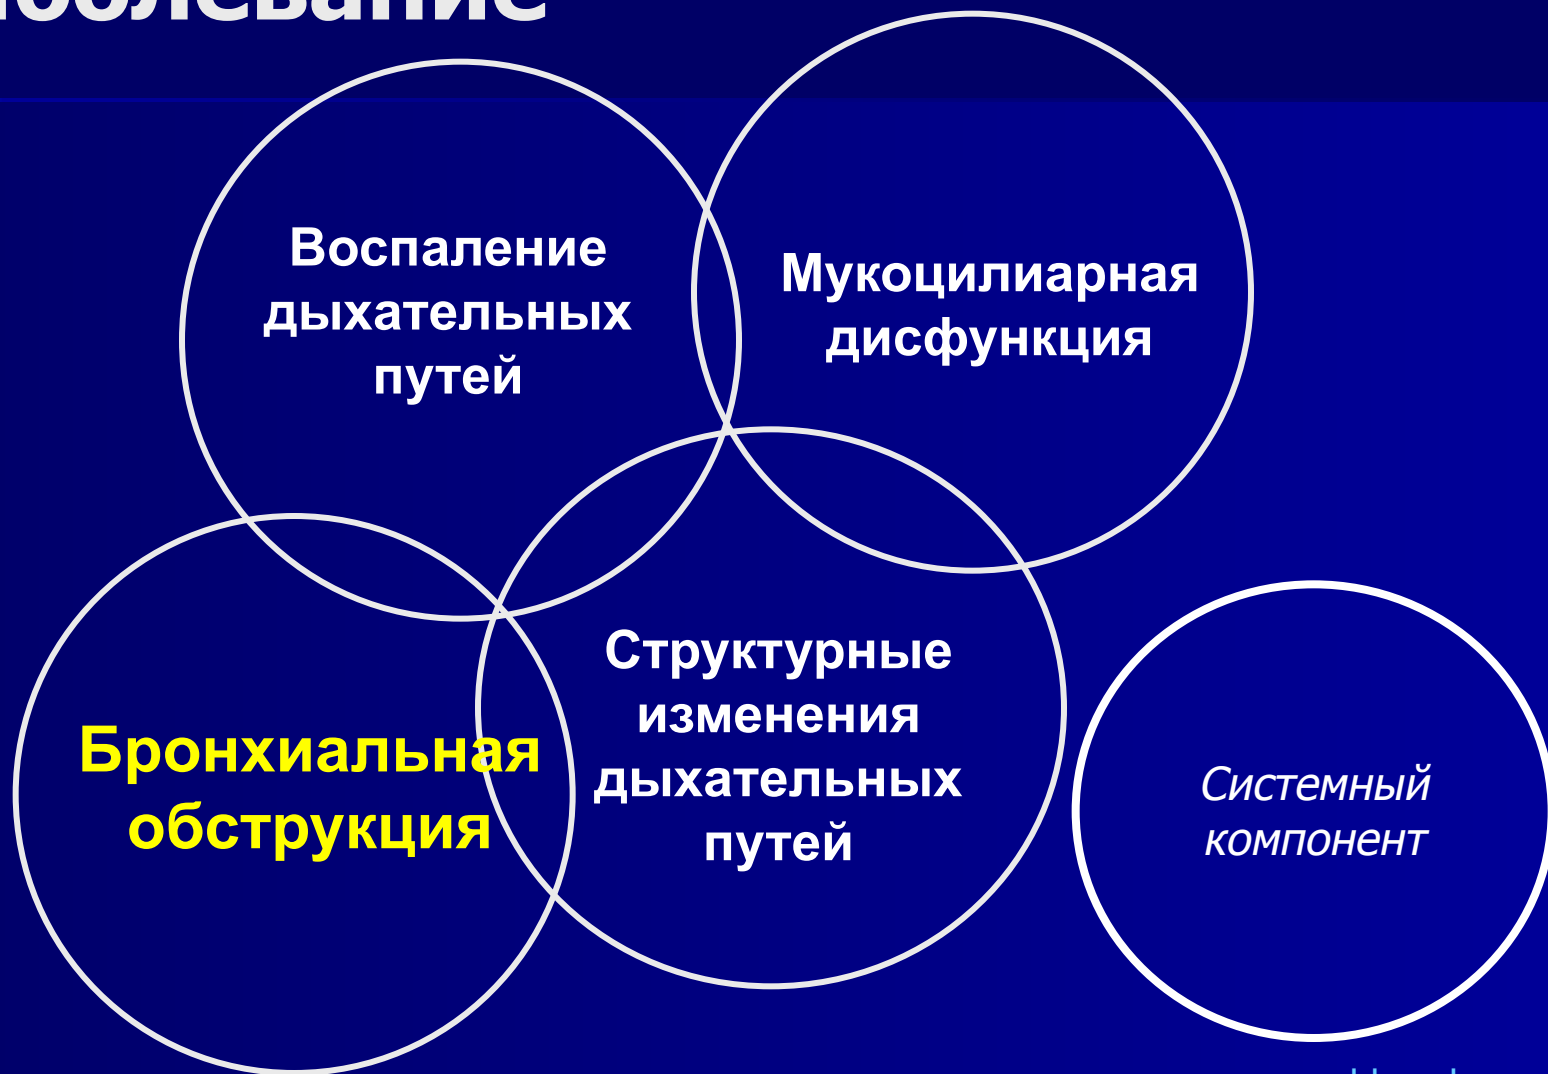 Воспаление
дыхательных
путей
Мукоцилиарная
дисфункция
Структурные
изменения
дыхательных
путей
Бронхиальная
обструкция
Системный
компонент